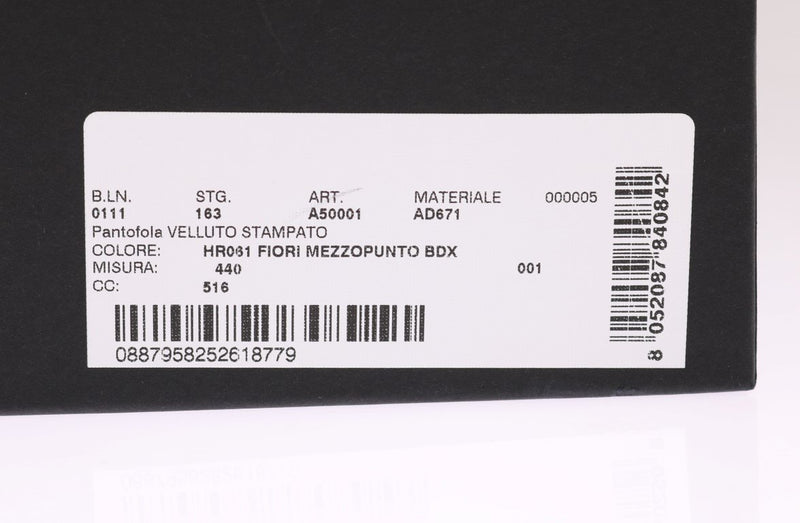 B.LN. STG. ART. MATERIALE 000005
0111 163 A50001 AD671
Pantofola VELLUTO STAMPATO
COLORE: HR061 FIORI MEZZOPUNTO BDX
MISURA: 440 001
CC: 516
0887958252618779
8 052087 840842